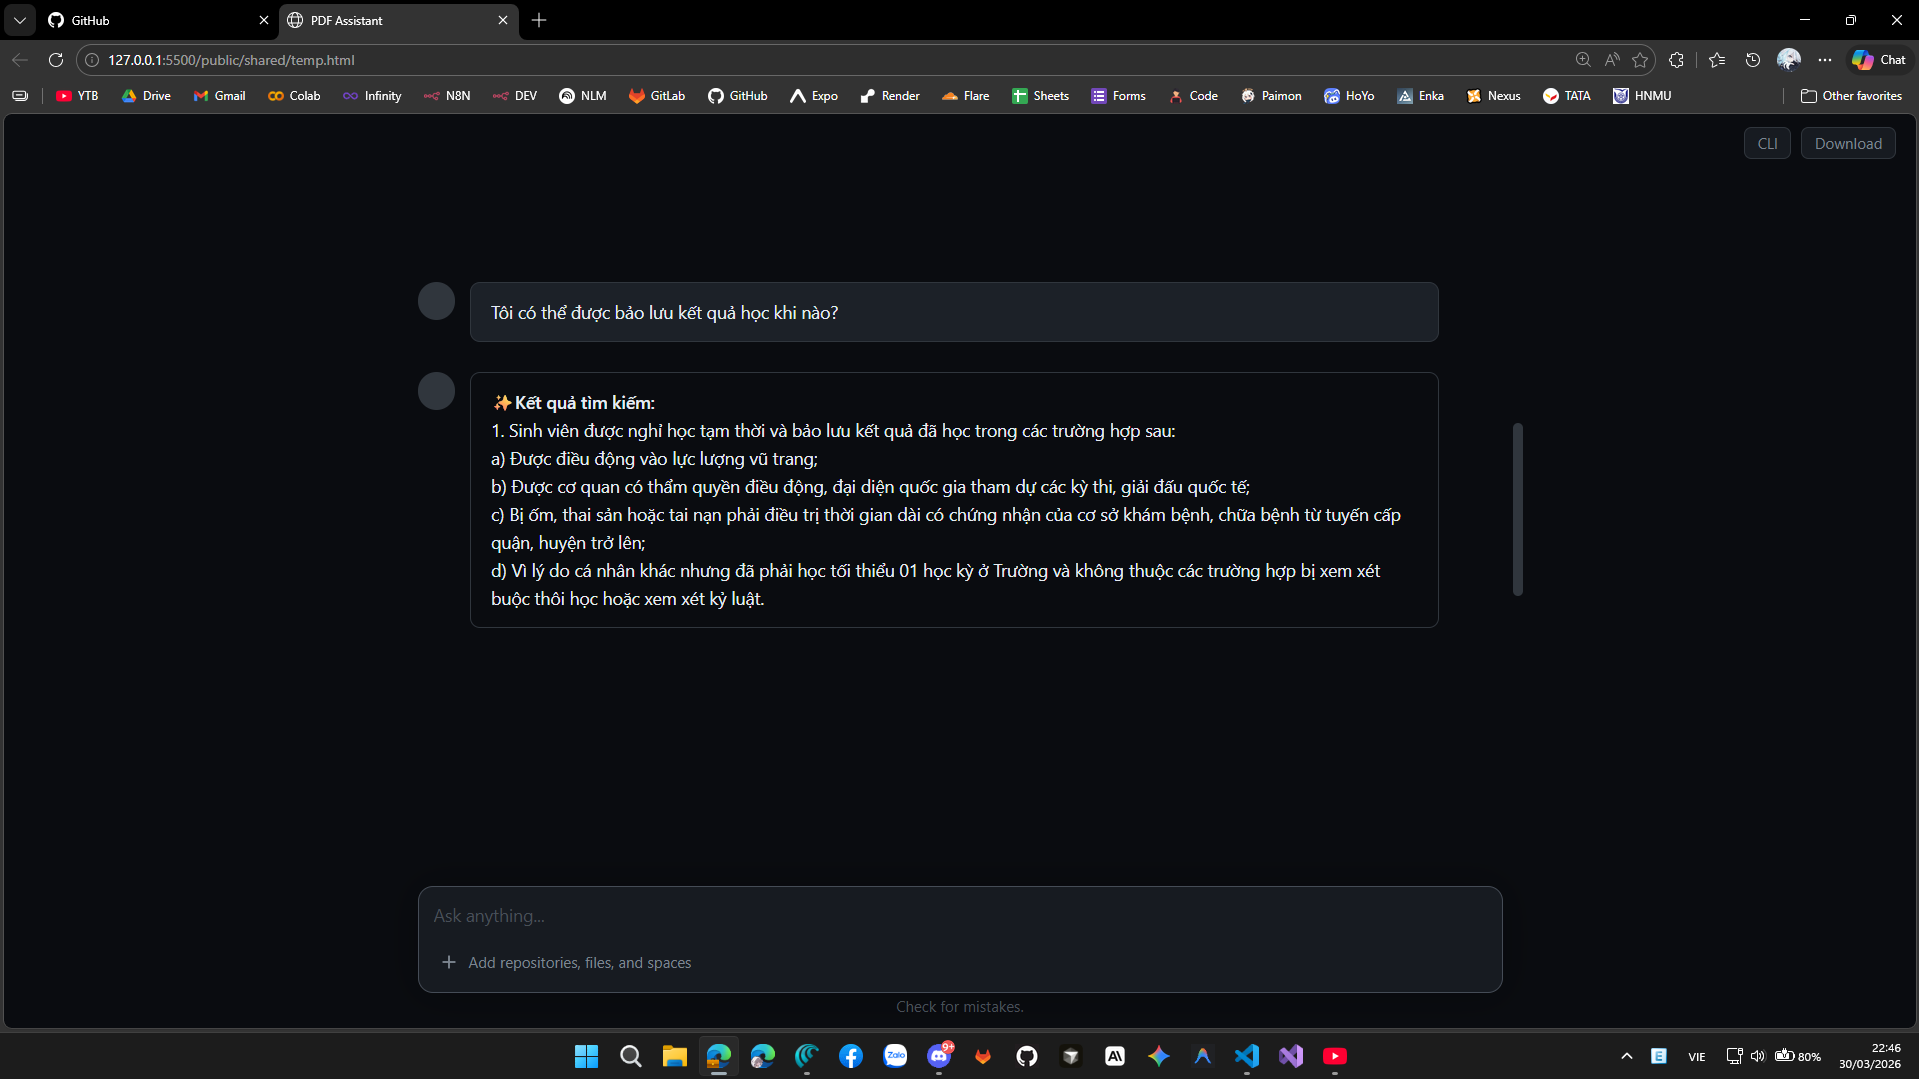 GitHub
PDF Assistant
127.0.0.1:5500/public/shared/temp.html
Chat
YTB
Drive
Gmail
Colab
Infinity
N8N
DEV
NLM
GitLab
GitHub
Expo
Render
Flare
Sheets
Forms
Code
Paimon
HoYo
Enka
Nexus
TATA
HNMU
Other favorites
CLI
Download
Tôi có thể được bảo lưu kết quả học khi nào?
✨Kết quả tìm kiếm:
1. Sinh viên được nghỉ học tạm thời và bảo lưu kết quả đã học trong các trường hợp sau:
a) Được điều động vào lực lượng vũ trang;
b) Được cơ quan có thẩm quyền điều động, đại diện quốc gia tham dự các kỳ thi, giải đấu quốc tế;
c) Bị ốm, thai sản hoặc tai nạn phải điều trị thời gian dài có chứng nhận của cơ sở khám bệnh, chữa bệnh từ tuyến cấp
quận, huyện trở lên;
d) Vì lý do cá nhân khác nhưng đã phải học tối thiểu 01 học kỳ ở Trường và không thuộc các trường hợp bị xem xét
buộc thôi học hoặc xem xét kỷ luật.
Ask anything...
Add repositories, files, and spaces
Check for mistakes.
Zalo
9+
VIE
80%
22:46
30/03/2026